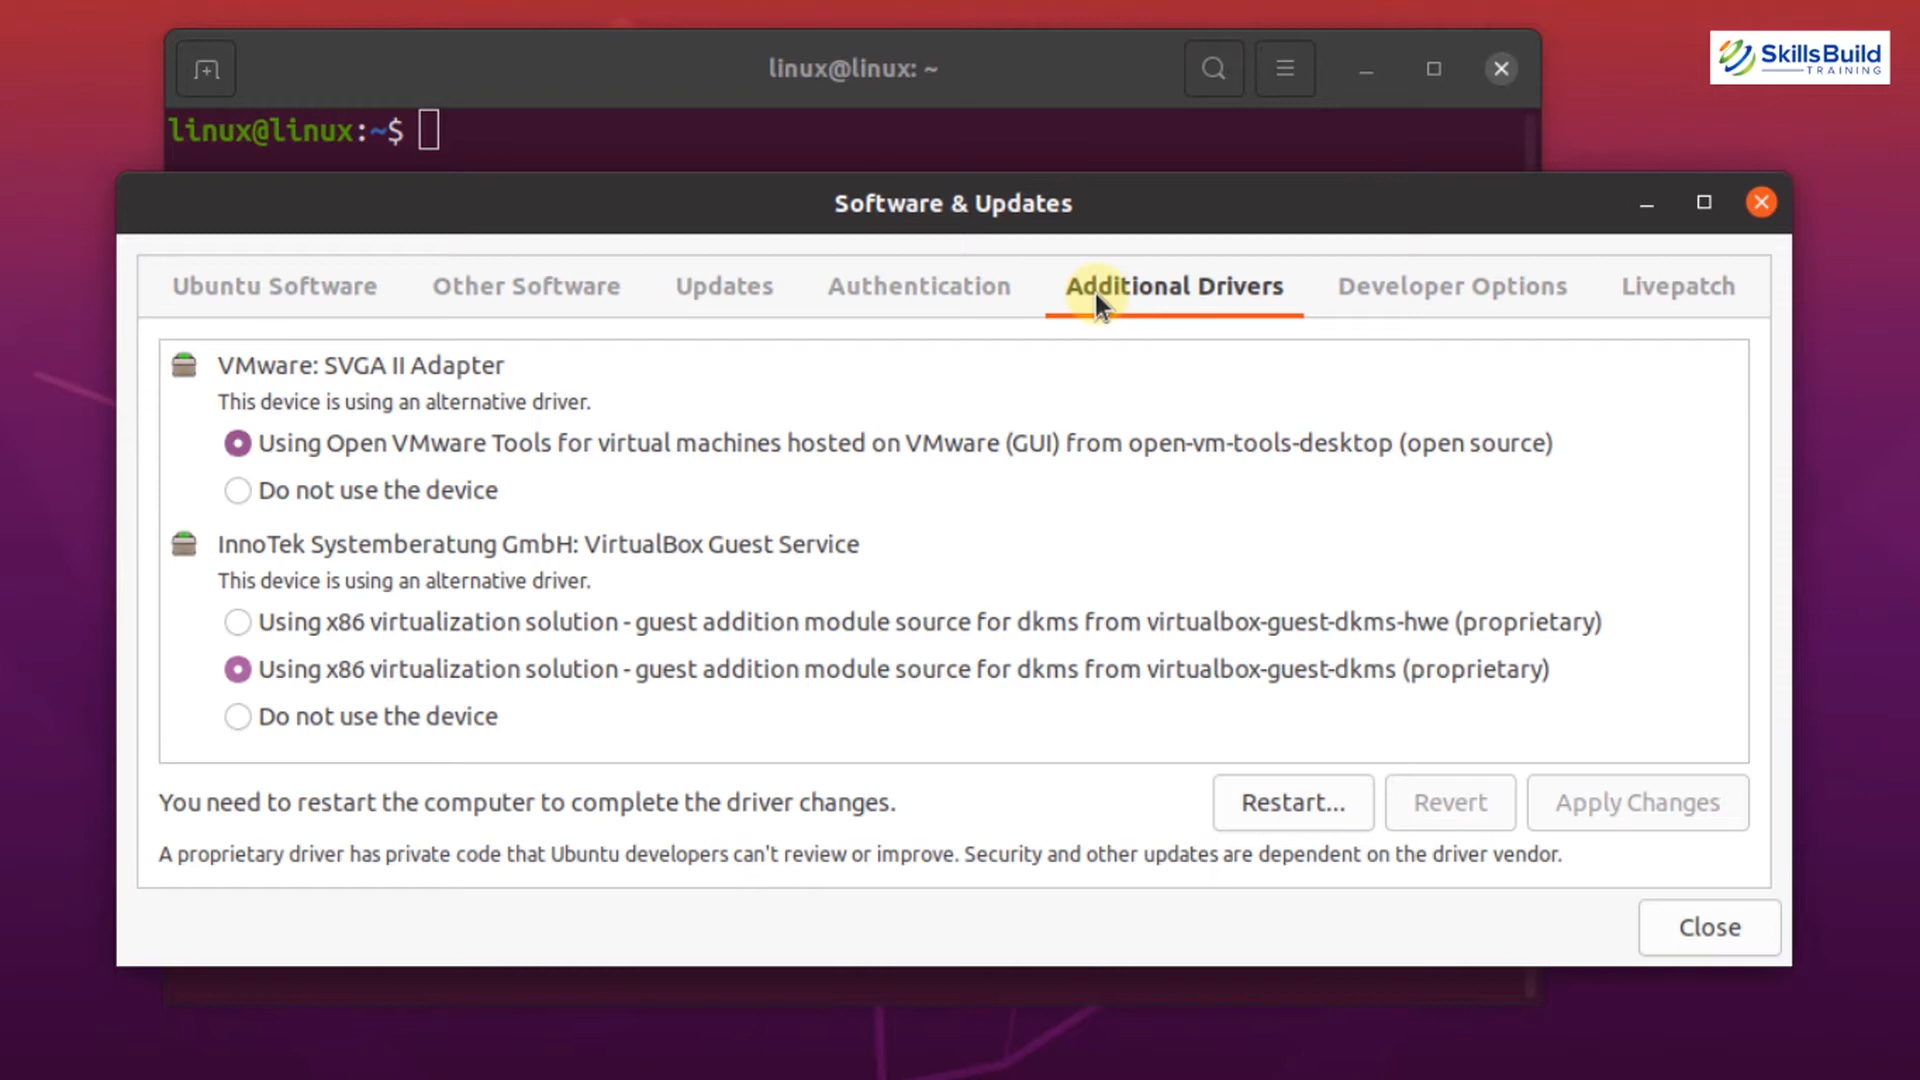 linux@linux: ~
SkillsBuild
TRAINING
linux@linux:~$
Software & Updates
Ubuntu Software Other Software Updates Authentication Additional Drivers Developer Options Livepatch
VMware: SVGA II Adapter
This device is using an alternative driver.
Using Open VMware Tools for virtual machines hosted on VMware (GUI) from open-vm-tools-desktop (open source)
Do not use the device
InnoTek Systemberatung GmbH: VirtualBox Guest Service
This device is using an alternative driver.
Using x86 virtualization solution - guest addition module source for dkms from virtualbox-guest-dkms-hwe (proprietary)
Using x86 virtualization solution - guest addition module source for dkms from virtualbox-guest-dkms (proprietary)
Do not use the device
You need to restart the computer to complete the driver changes. Restart... Revert Apply Changes
A proprietary driver has private code that Ubuntu developers can't review or improve. Security and other updates are dependent on the driver vendor.
Close